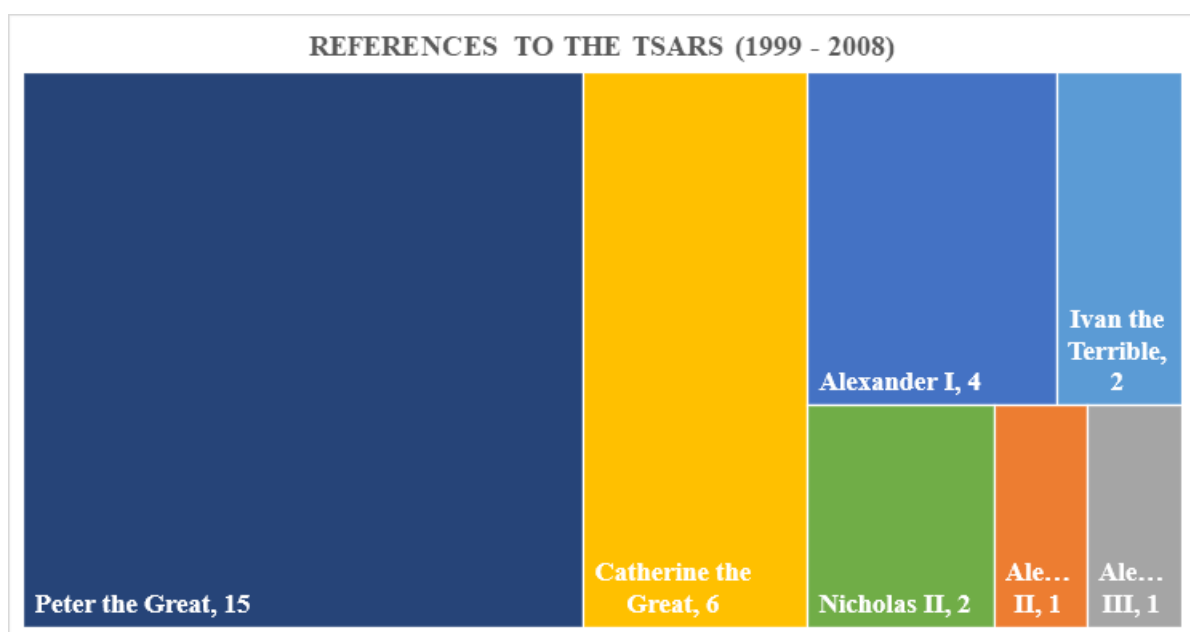 REFERENCES TO THE TSARS (1999 - 2008)
Peter the Great, 15
Catherine the
Great, 6
Alexander I, 4
Ivan the
Terrible,
2
Nicholas II, 2
Ale...
II, 1
Ale...
III, 1